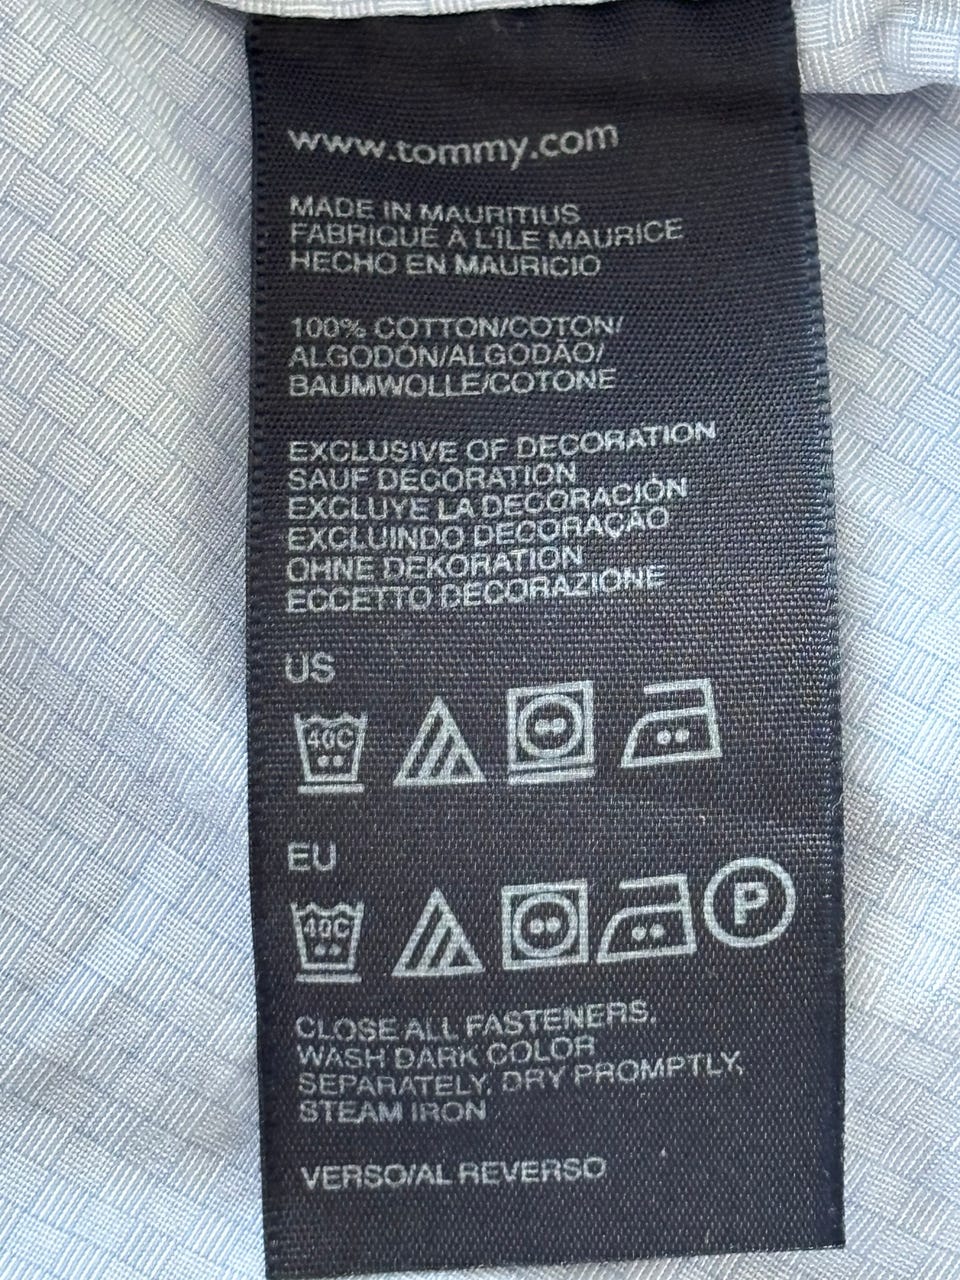 www.tommy.com
MADE IN MAURITIUS
FABRIQUE À L'ÎLE MAURICE
HECHO EN MAURICIO
100% COTTON/COTON/
ALGODÓN/ALGODÃO/
BAUMWOLLE/COTONE
EXCLUSIVE OF DECORATION
SAUF DECORATION
EXCLUYE LA DECORACIÓN
EXCLUINDO DECORAÇÃO
OHNE DEKORATION
ECCETTO DECORAZIONE
US
40C
EU
40C P
CLOSE ALL FASTENERS,
WASH DARK COLOR
SEPARATELY, DRY PROMPTLY,
STEAM IRON
VERSO/AL REVERSO